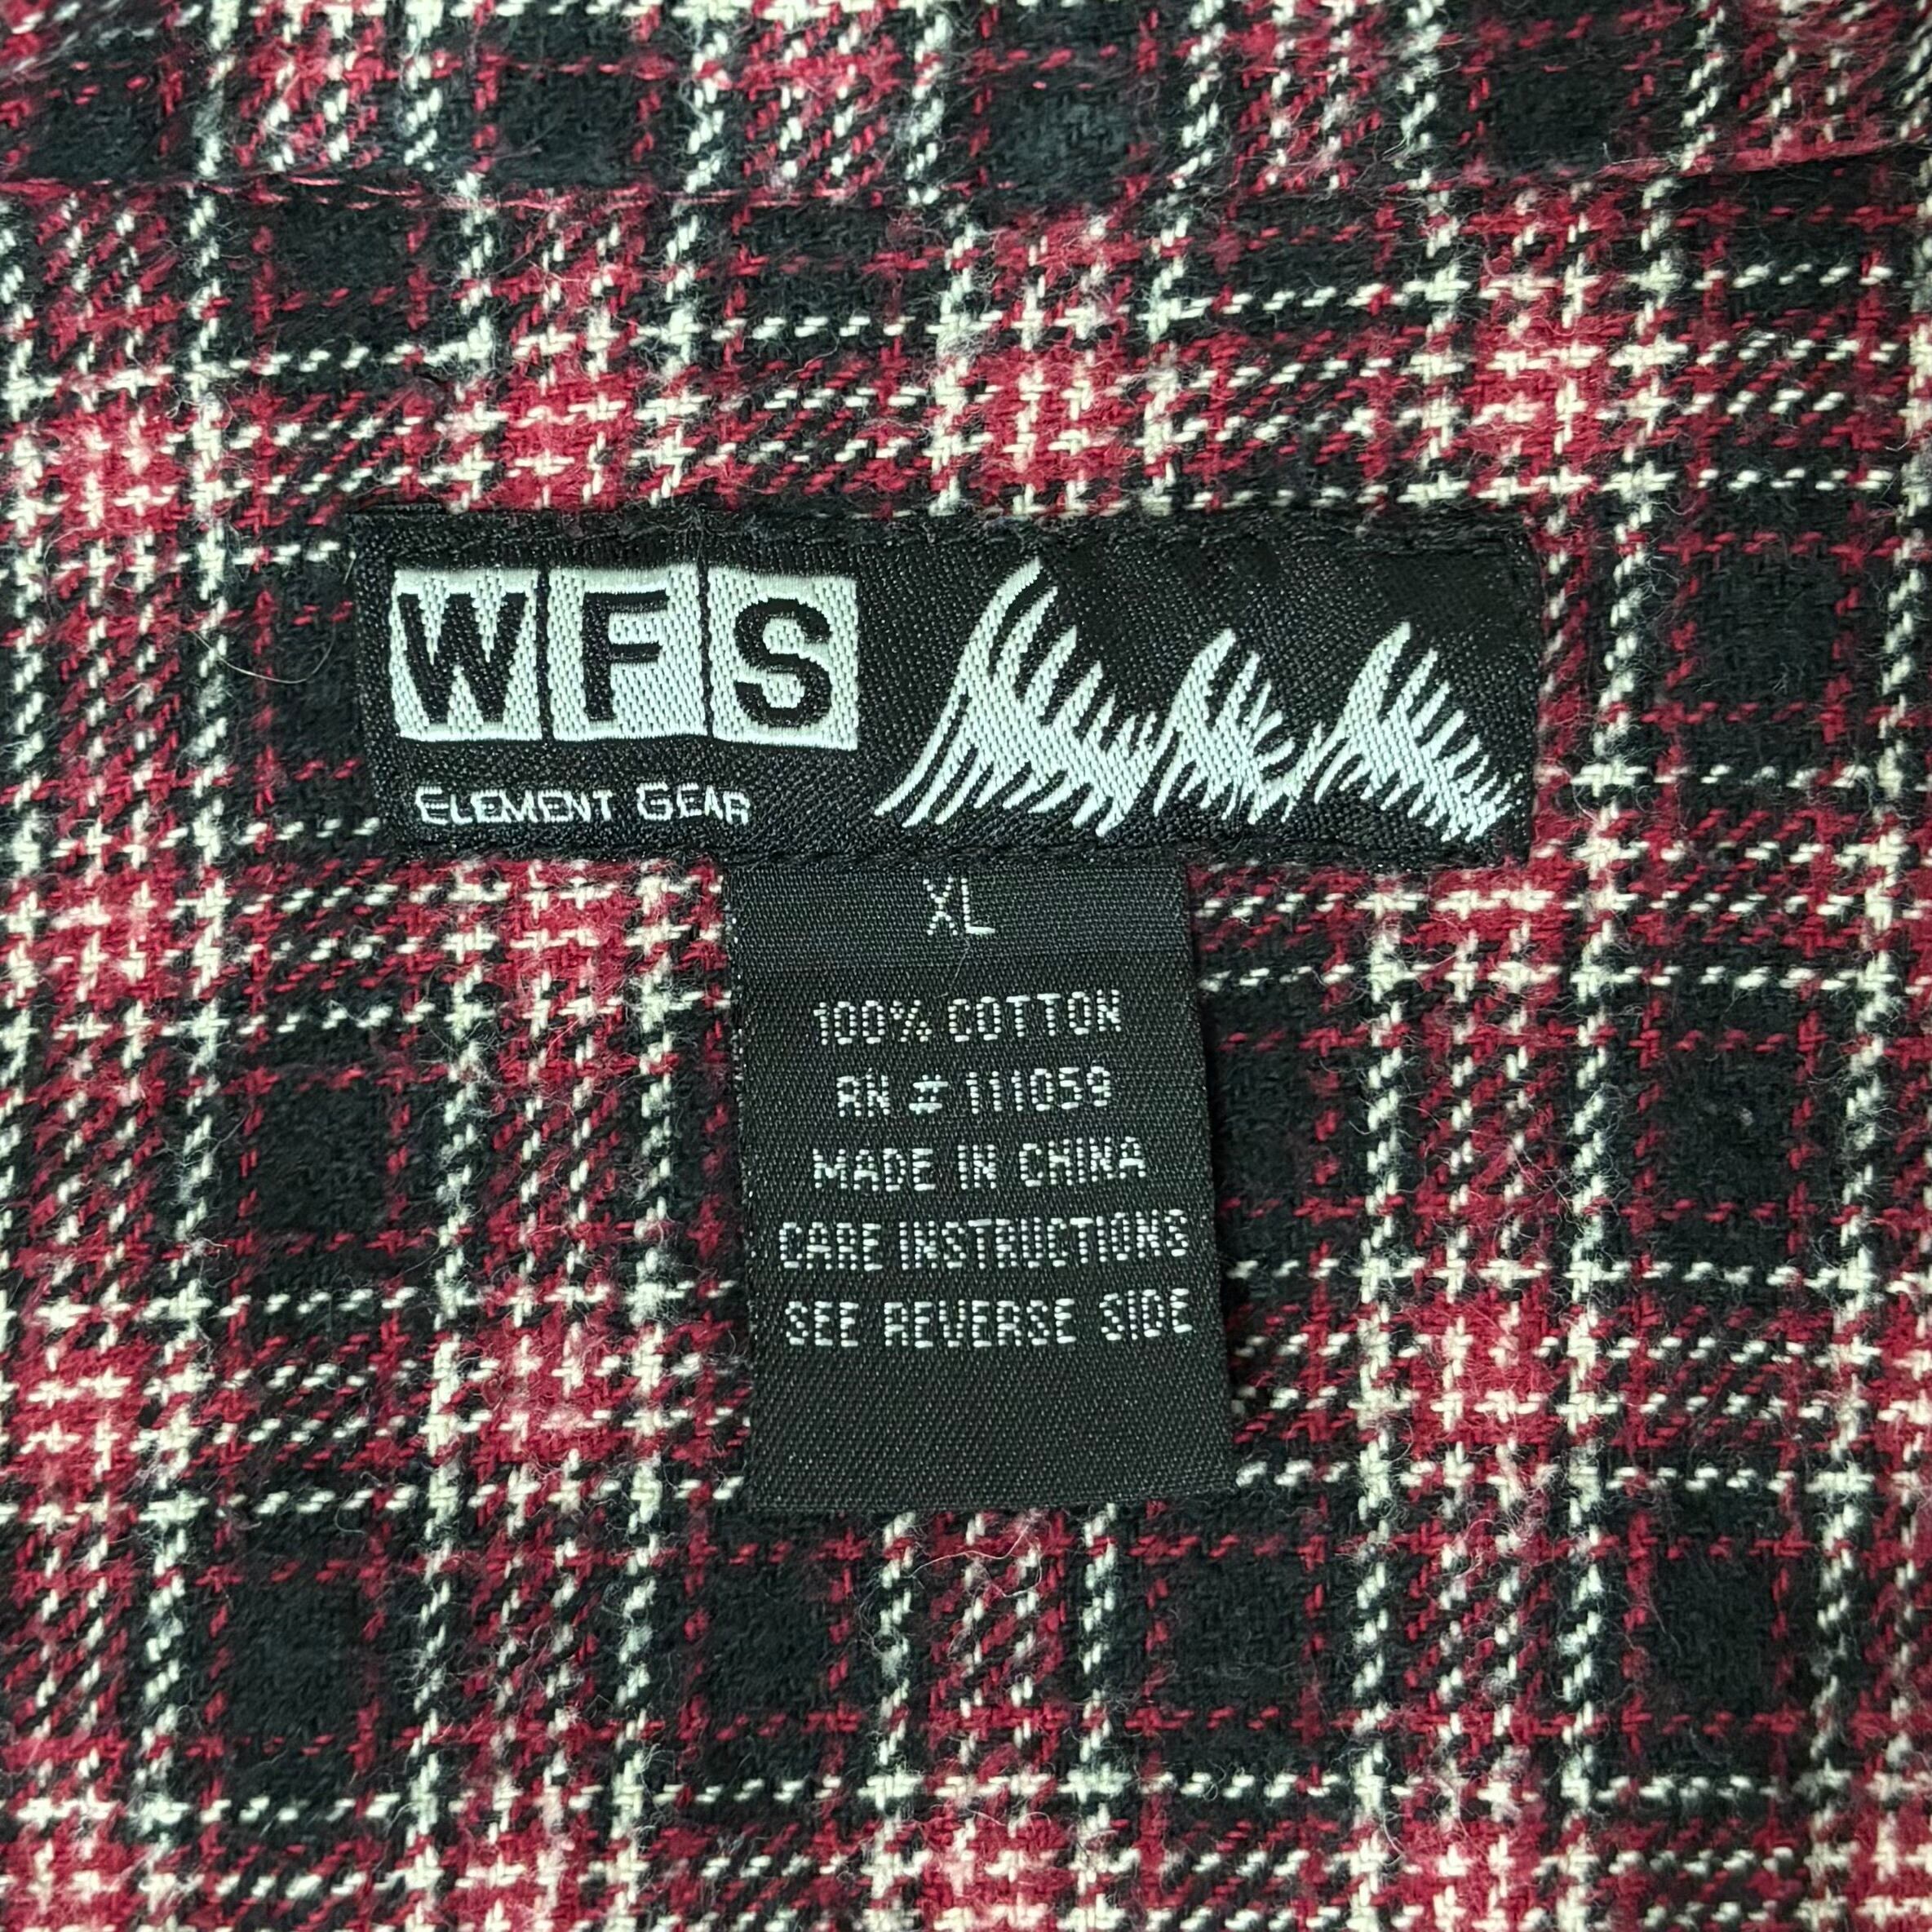 WFS
ELEMENT GEAR
XL
100% COTTON
RN # 111059
MADE IN CHINA
CARE INSTRUCTIONS
SEE REVERSE SIDE